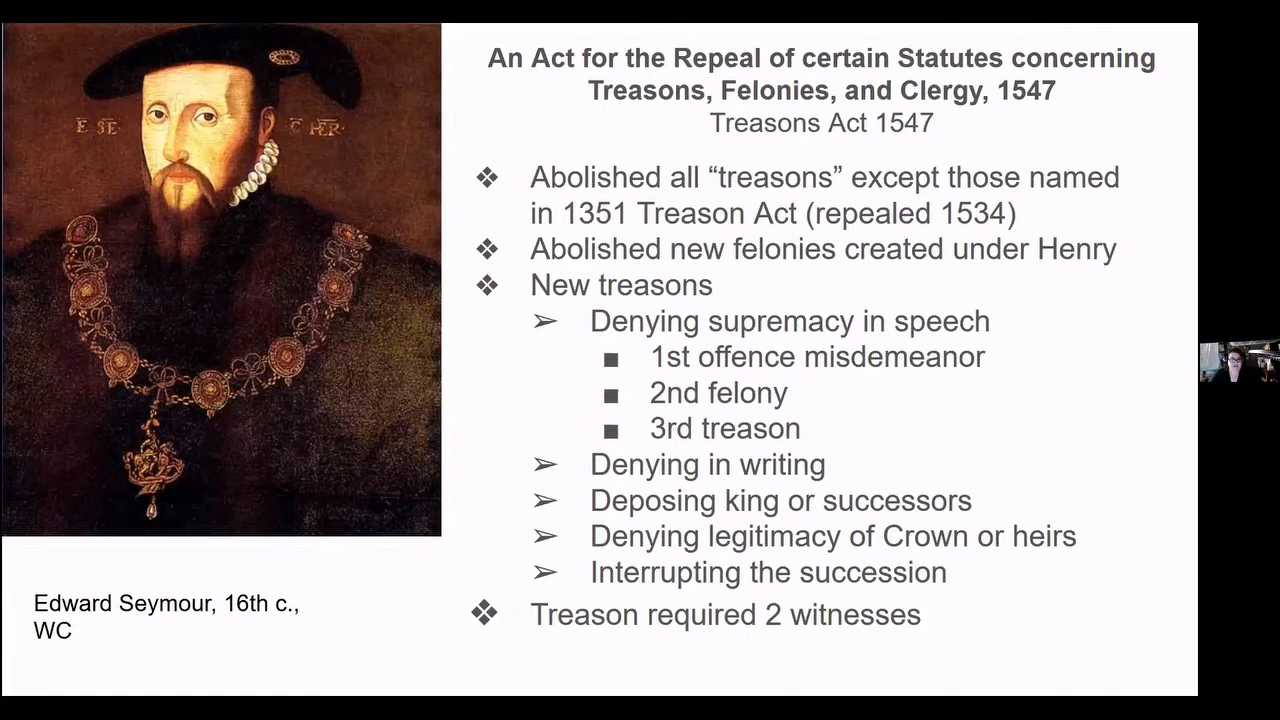 E SE
C HER
An Act for the Repeal of certain Statutes concerning
Treasons, Felonies, and Clergy, 1547
Treasons Act 1547
❖ Abolished all “treasons” except those named
in 1351 Treason Act (repealed 1534)
❖ Abolished new felonies created under Henry
❖ New treasons
➢ Denying supremacy in speech
■ 1st offence misdemeanor
■ 2nd felony
■ 3rd treason
➢ Denying in writing
➢ Deposing king or successors
➢ Denying legitimacy of Crown or heirs
➢ Interrupting the succession
❖ Treason required 2 witnesses
Edward Seymour, 16th c.,
WC